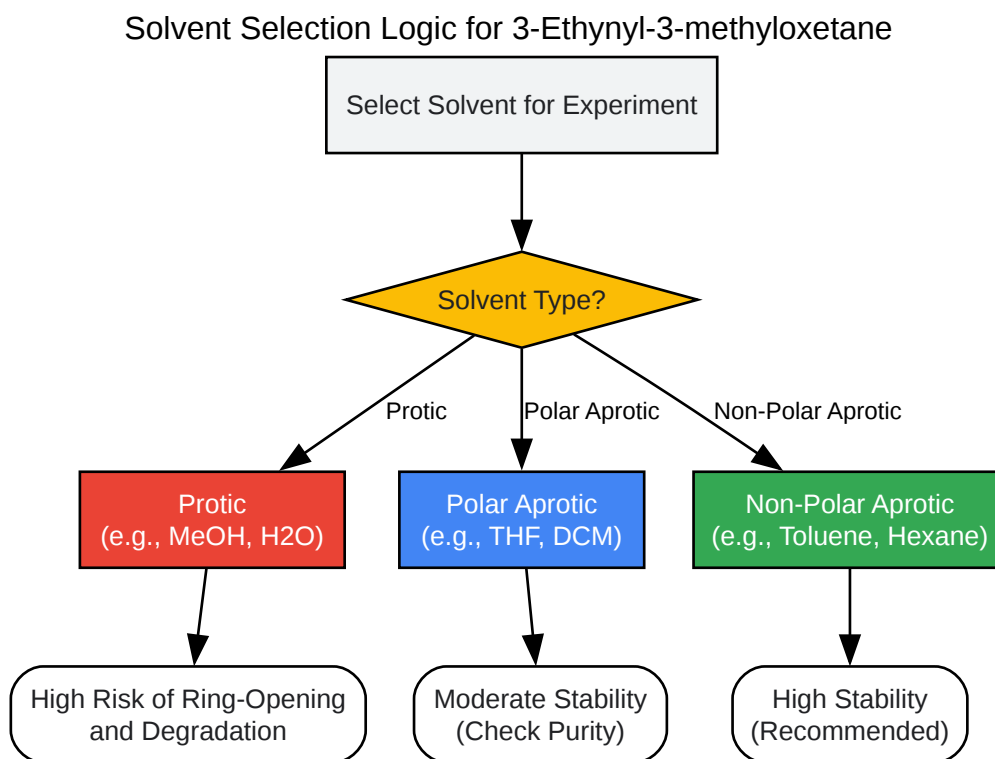 Solvent Selection Logic for 3-Ethynyl-3-methyloxetane
Select Solvent for Experiment
Solvent Type?
Protic
Polar Aprotic
Non-Polar Aprotic
Protic
(e.g., MeOH, H2O)
Polar Aprotic
(e.g., THF, DCM)
Non-Polar Aprotic
(e.g., Toluene, Hexane)
High Risk of Ring-Opening
and Degradation
Moderate Stability
(Check Purity)
High Stability
(Recommended)